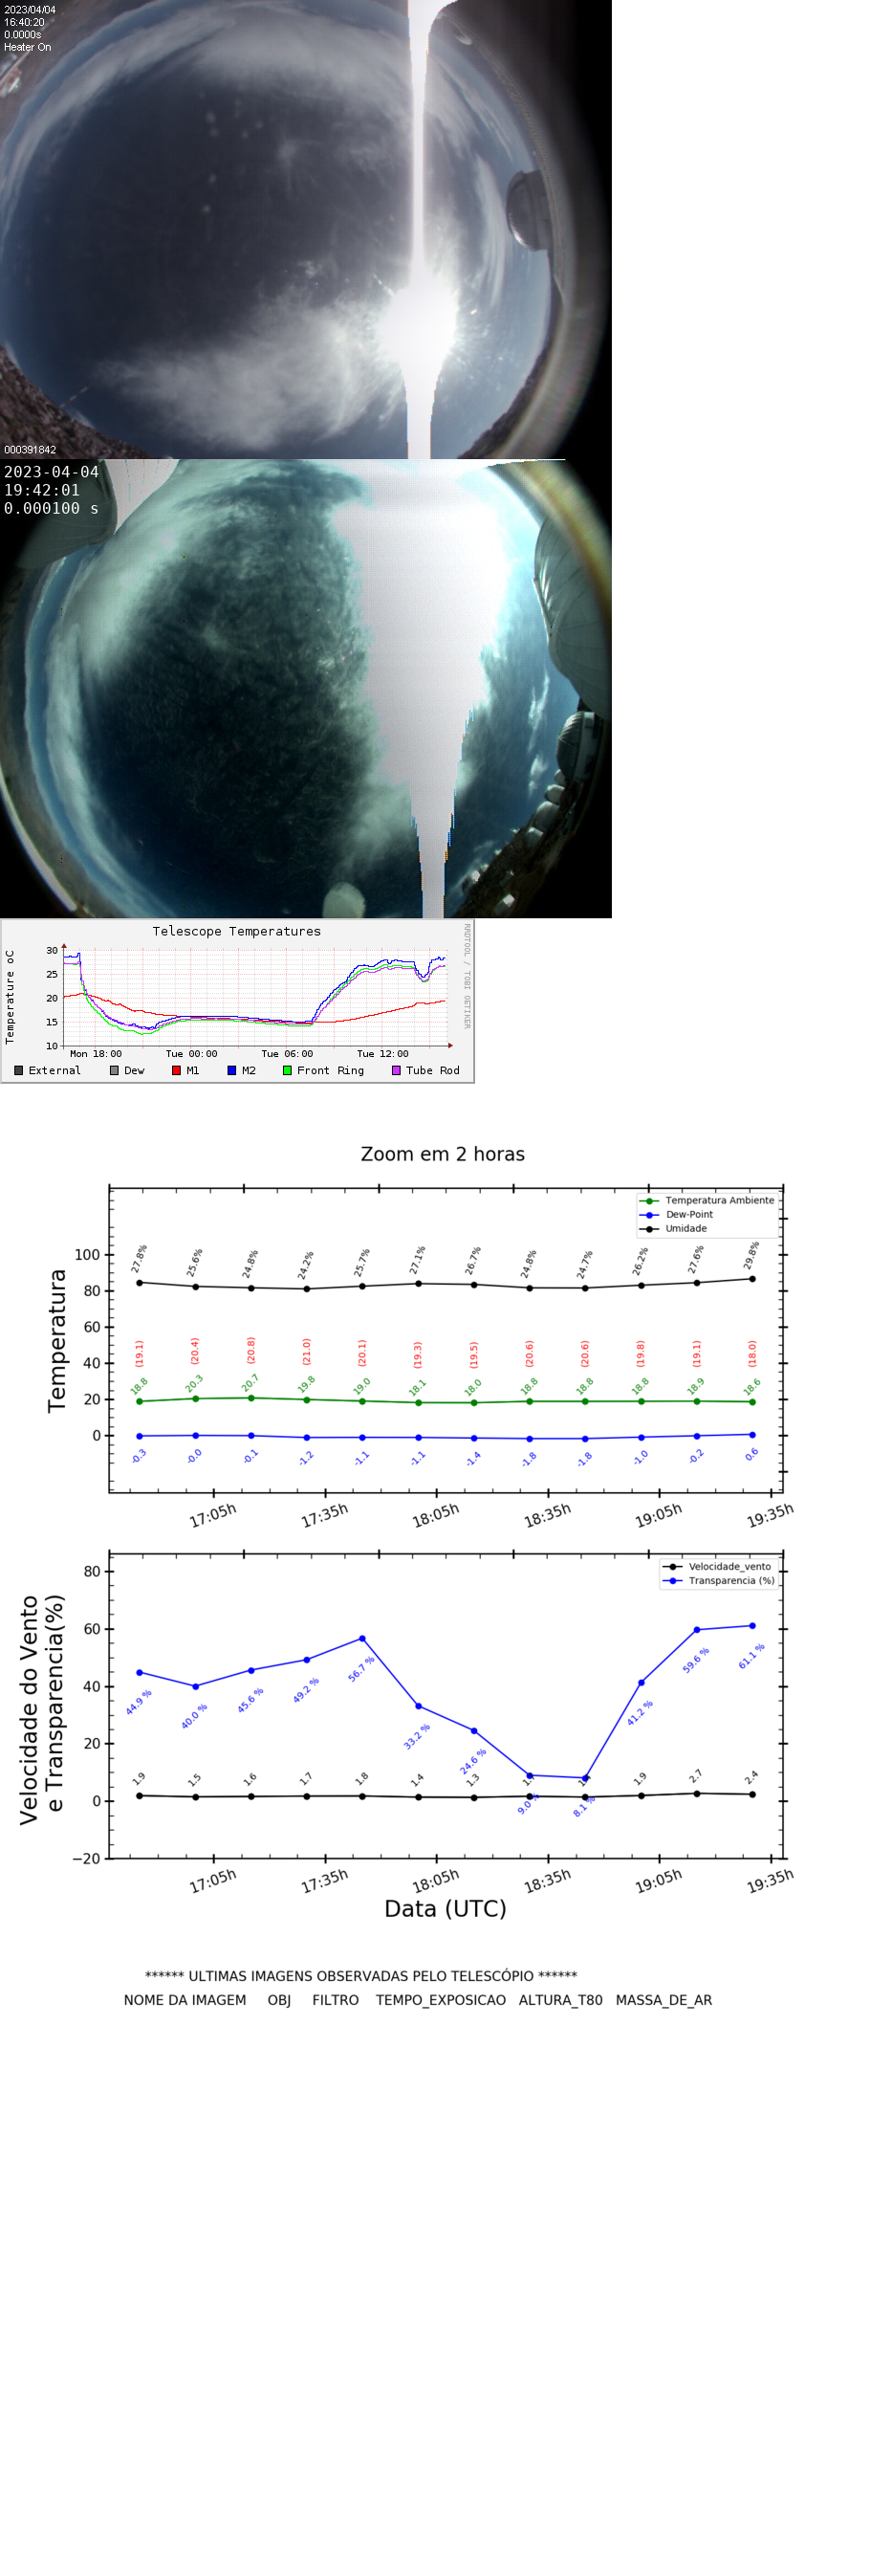 2023/04/04
16:40:20
0.0000s
Heater On
000391842
2023-04-04
19:42:01
0.000100 s
Telescope Temperatures
RRDTOOL / TOBI OETIKER
Temperature oC
30
25
20
15
10
Mon 18:00 Tue 00:00 Tue 06:00 Tue 12:00
External Dew M1 M2 Front Ring Tube Rod
Zoom em 2 horas
Temperatura Ambiente
Dew-Point
Umidade
Temperatura
100
80
60
40
20
0
27.8% 25.6% 24.8% 24.2% 25.7% 27.1% 26.7% 24.8% 24.7% 26.2% 27.6% 29.8%
(19.1) (20.4) (20.8) (21.0) (20.1) (19.3) (19.5) (20.6) (20.6) (19.8) (19.1) (18.0)
18.8 20.3 20.7 19.8 19.0 18.1 18.0 18.8 18.8 18.8 18.9 18.6
-0.3 -0.0 -0.1 -1.2 -1.1 -1.1 -1.4 -1.8 -1.8 -1.0 -0.2 0.6
17:05h 17:35h 18:05h 18:35h 19:05h 19:35h
Velocidade_vento
Transparencia (%)
Velocidade do Vento
e Transparencia(%)
80
60
40
20
0
−20
44.9 % 40.0 % 45.6 % 49.2 % 56.7 % 33.2 % 24.6 % 9.0 % 8.1 % 41.2 % 59.6 % 61.1 %
1.9 1.5 1.6 1.7 1.8 1.4 1.3 1.9 2.7 2.4
17:05h 17:35h 18:05h 18:35h 19:05h 19:35h
Data (UTC)
****** ULTIMAS IMAGENS OBSERVADAS PELO TELESCÓPIO ******
NOME DA IMAGEM OBJ FILTRO TEMPO_EXPOSICAO ALTURA_T80 MASSA_DE_AR